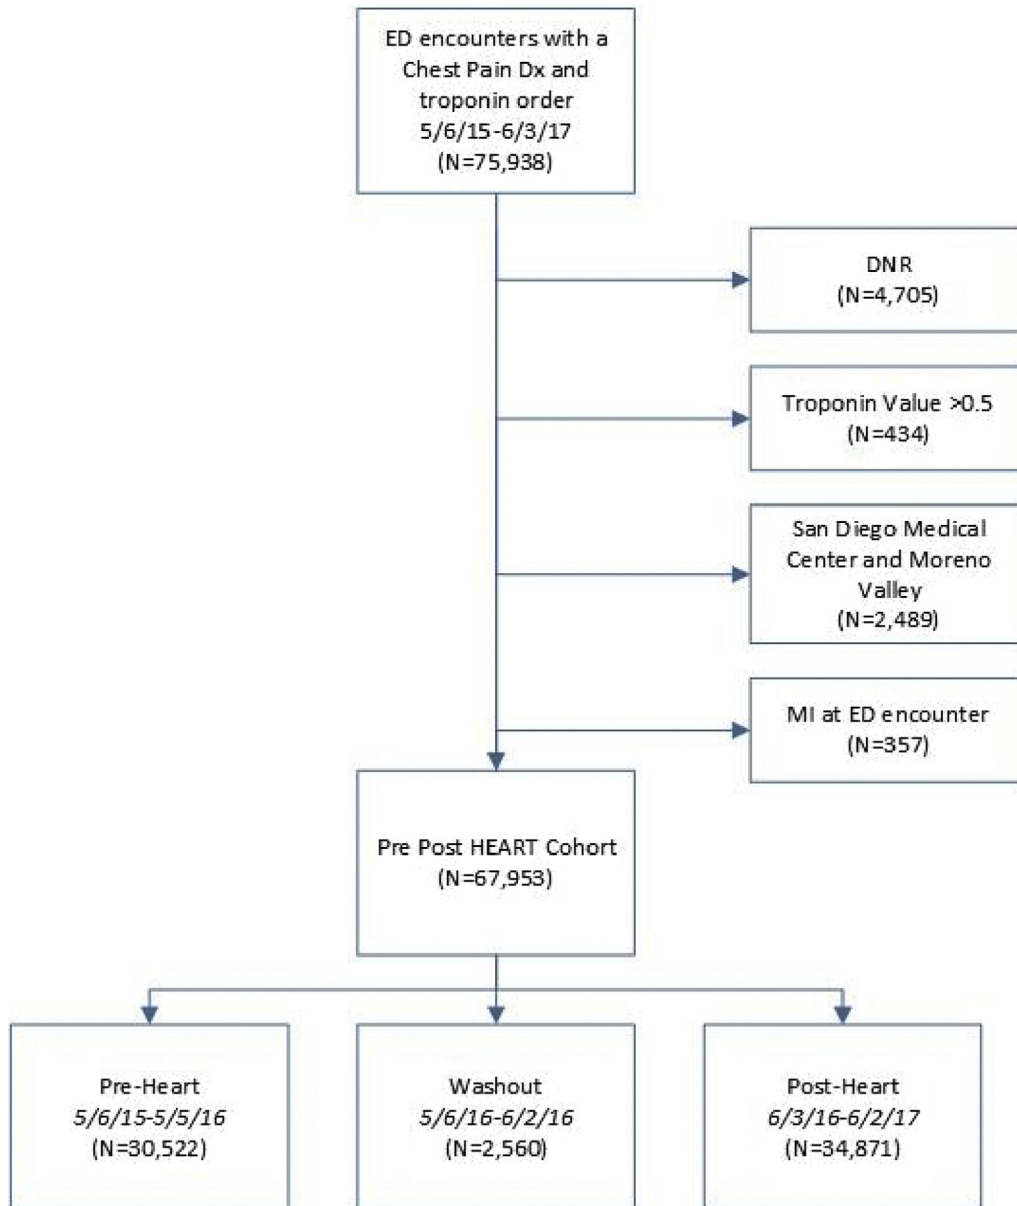 ED encounters with a
Chest Pain Dx and
troponin order
5/6/15-6/3/17
(N=75,938)
DNR
(N=4,705)
Troponin Value >0.5
(N=434)
San Diego Medical
Center and Moreno
Valley
(N=2,489)
MI at ED encounter
(N=357)
Pre Post HEART Cohort
(N=67,953)
Pre-Heart
5/6/15-5/5/16
(N=30,522)
Washout
5/6/16-6/2/16
(N=2,560)
Post-Heart
6/3/16-6/2/17
(N=34,871)